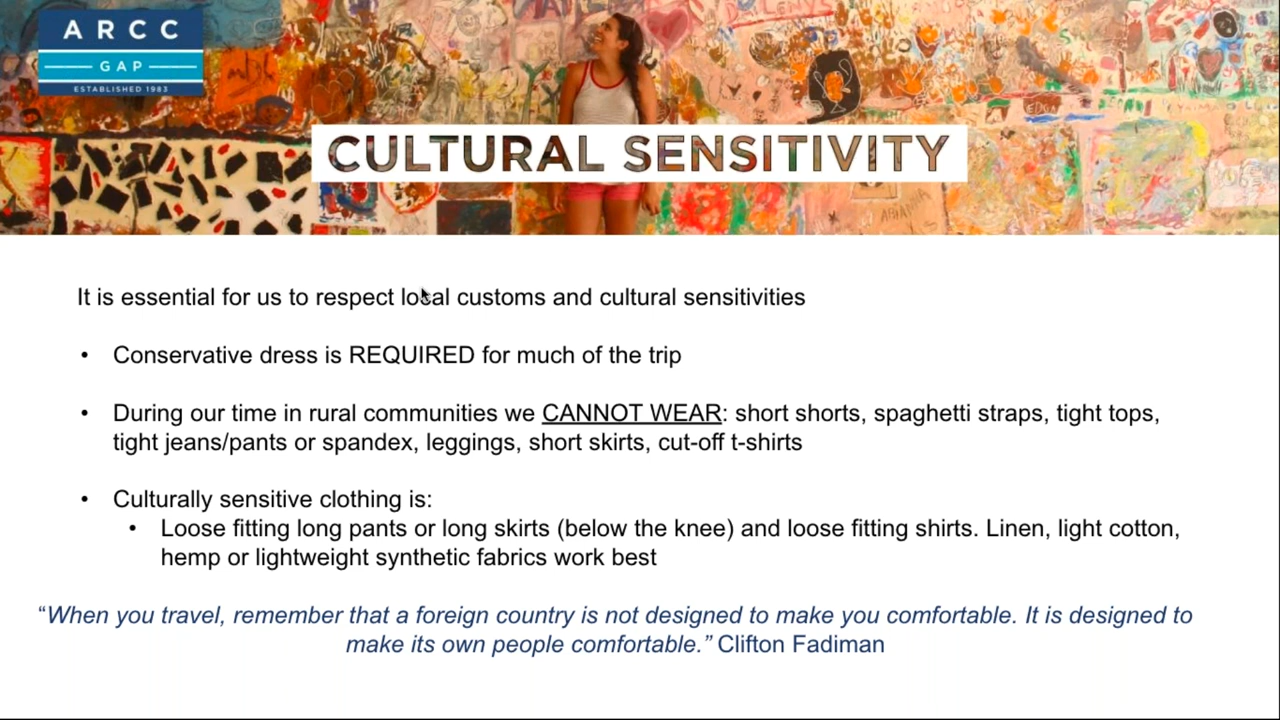 ARCC
GAP
ESTABLISHED 1983
CULTURAL SENSITIVITY
It is essential for us to respect local customs and cultural sensitivities
• Conservative dress is REQUIRED for much of the trip
• During our time in rural communities we CANNOT WEAR: short shorts, spaghetti straps, tight tops,
tight jeans/pants or spandex, leggings, short skirts, cut-off t-shirts
• Culturally sensitive clothing is:
• Loose fitting long pants or long skirts (below the knee) and loose fitting shirts. Linen, light cotton,
hemp or lightweight synthetic fabrics work best
“When you travel, remember that a foreign country is not designed to make you comfortable. It is designed to
make its own people comfortable.” Clifton Fadiman